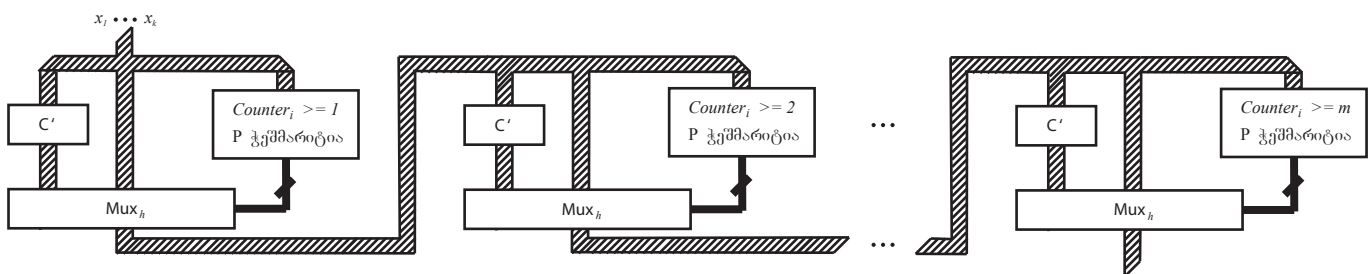 x₁ ••• xₖ
C′
Counterᵢ >= 1
P ჭეშმარიტია
Muxₕ
C′
Counterᵢ >= 2
P ჭეშმარიტია
Muxₕ
•••
•••
C′
Counterᵢ >= m
P ჭეშმარიტია
Muxₕ